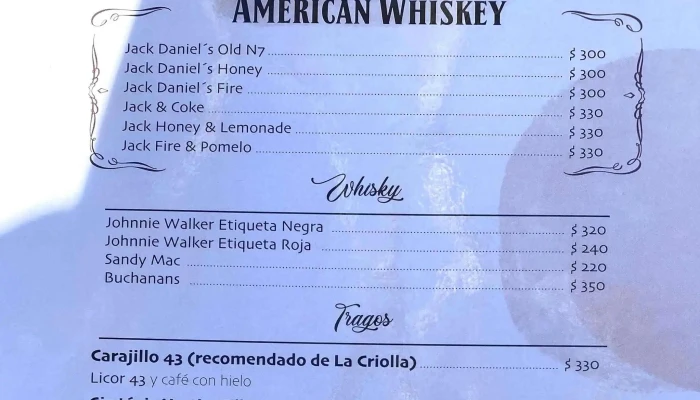 AMERICAN WHISKEY
Jack Daniel´s Old N7 $ 300
Jack Daniel´s Honey $ 300
Jack Daniel´s Fire $ 300
Jack & Coke $ 330
Jack Honey & Lemonade $ 330
Jack Fire & Pomelo $ 330
Whisky
Johnnie Walker Etiqueta Negra $ 320
Johnnie Walker Etiqueta Roja $ 240
Sandy Mac $ 220
Buchanans $ 350
Tragos
Carajillo 43 (recomendado de La Criolla) $ 330
Licor 43 y café con hielo